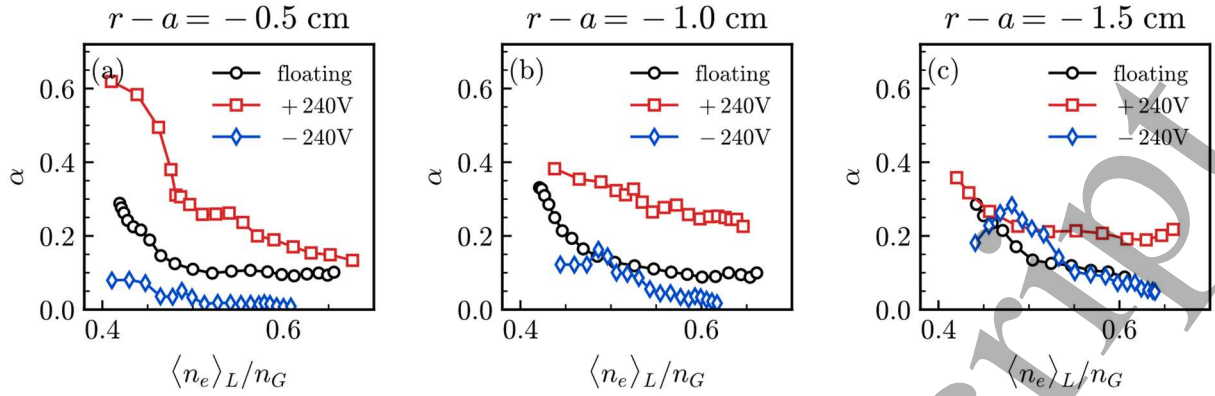 r − a = − 0.5 cm
(a)
floating
+ 240V
− 240V
α
0.6
0.4
0.2
0.0
0.4 0.6
⟨n_e⟩_L/n_G
r − a = − 1.0 cm
(b)
floating
+ 240V
− 240V
α
0.6
0.4
0.2
0.0
0.4 0.6
⟨n_e⟩_L/n_G
r − a = − 1.5 cm
(c)
floating
+ 240V
− 240V
α
0.6
0.4
0.2
0.0
0.4 0.6
⟨n_e⟩_L/n_G
ript